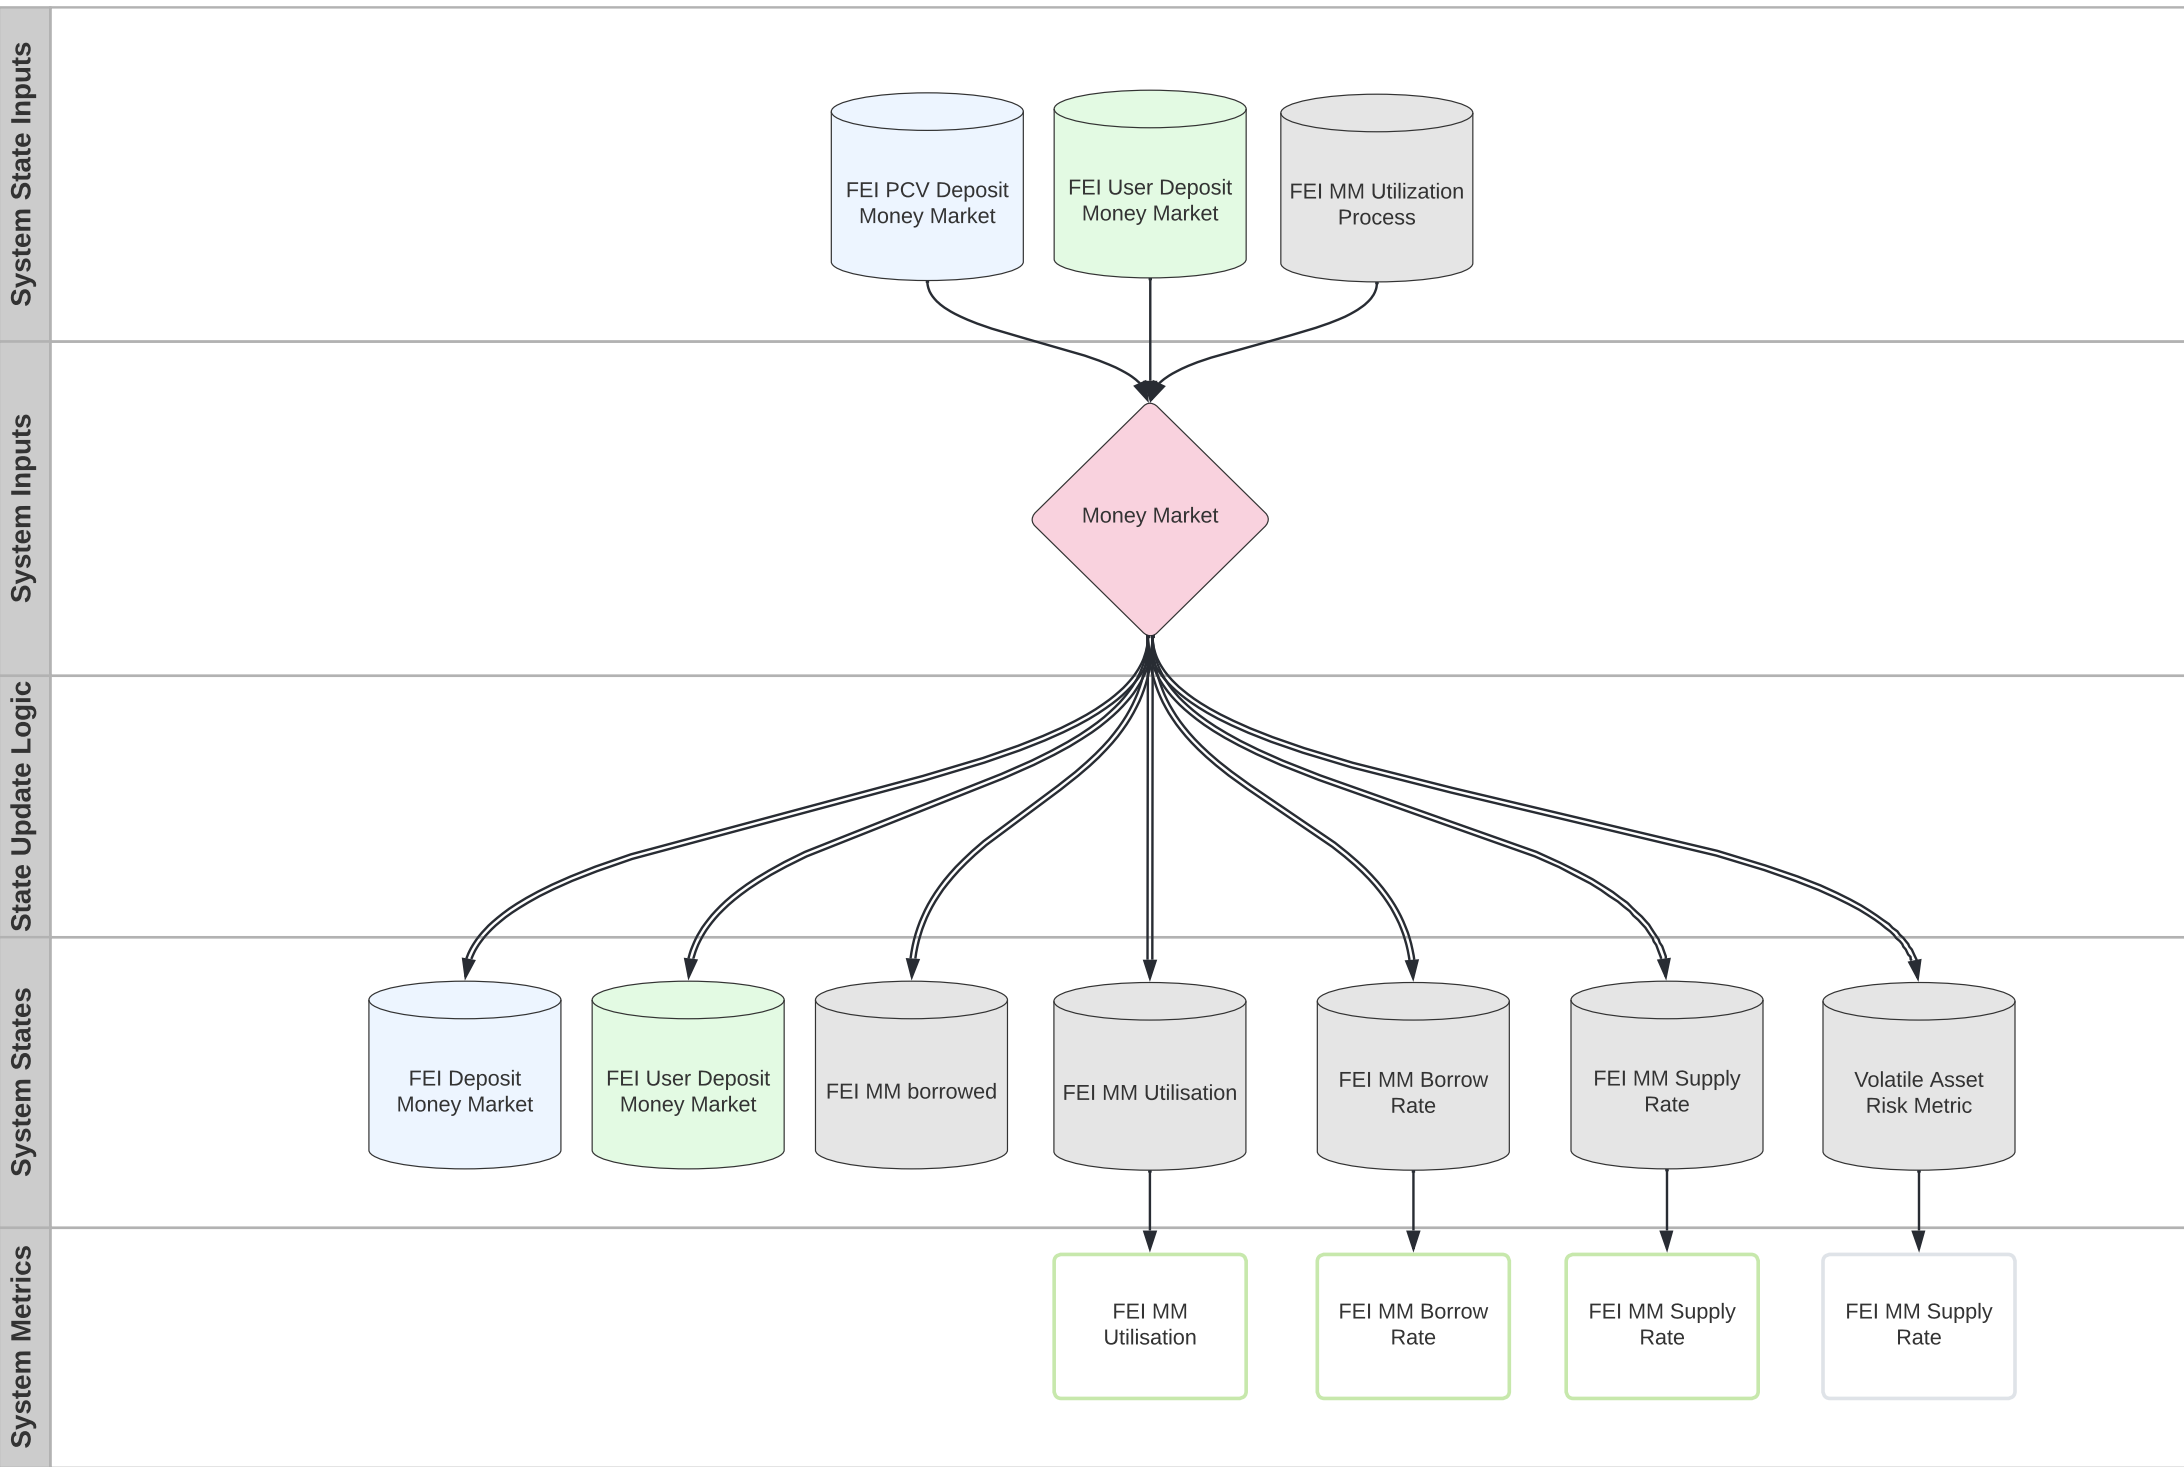 System State Inputs
FEI PCV Deposit
Money Market
FEI User Deposit
Money Market
FEI MM Utilization
Process
System Inputs
Money Market
State Update Logic
System States
FEI Deposit
Money Market
FEI User Deposit
Money Market
FEI MM borrowed
FEI MM Utilisation
FEI MM Borrow
Rate
FEI MM Supply
Rate
Volatile Asset
Risk Metric
System Metrics
FEI MM
Utilisation
FEI MM Borrow
Rate
FEI MM Supply
Rate
FEI MM Supply
Rate